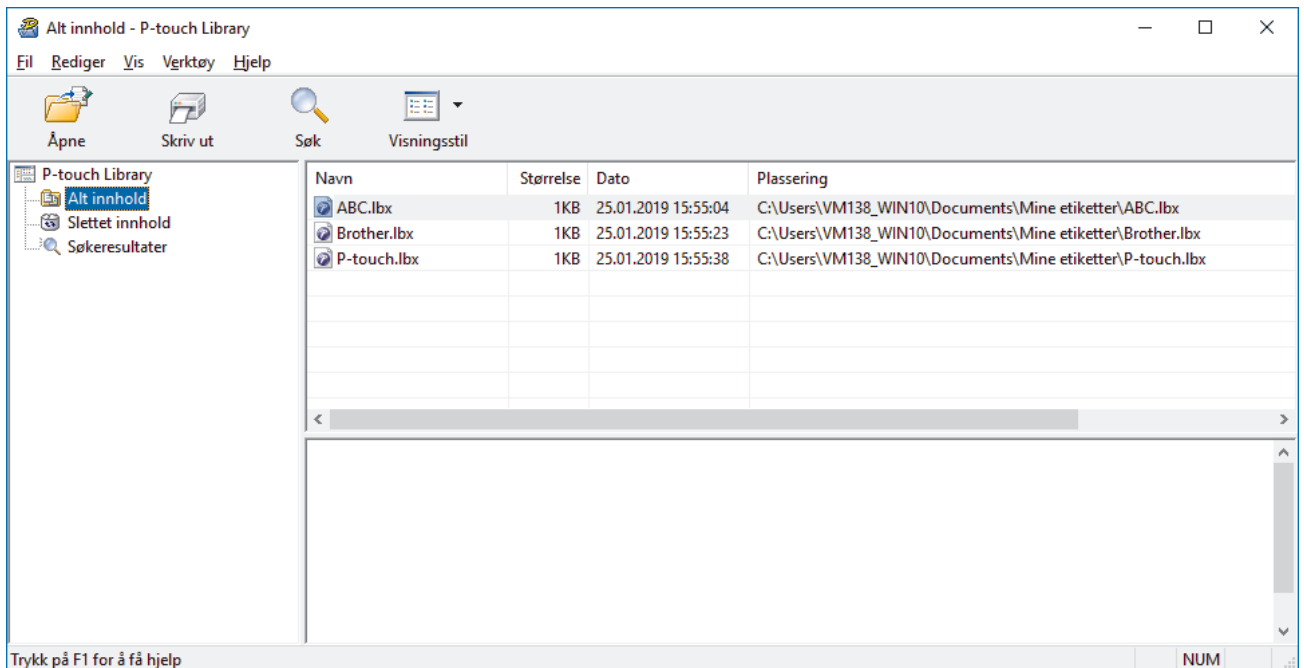 Alt innhold - P-touch Library
Fil Rediger Vis Verktøy Hjelp
Åpne Skriv ut Søk Visningsstil
P-touch Library
Alt innhold
Slettet innhold
Søkeresultater
Navn Størrelse Dato Plassering
ABC.lbx 1KB 25.01.2019 15:55:04 C:\Users\VM138_WIN10\Documents\Mine etiketter\ABC.lbx
Brother.lbx 1KB 25.01.2019 15:55:23 C:\Users\VM138_WIN10\Documents\Mine etiketter\Brother.lbx
P-touch.lbx 1KB 25.01.2019 15:55:38 C:\Users\VM138_WIN10\Documents\Mine etiketter\P-touch.lbx
Trykk på F1 for å få hjelp NUM